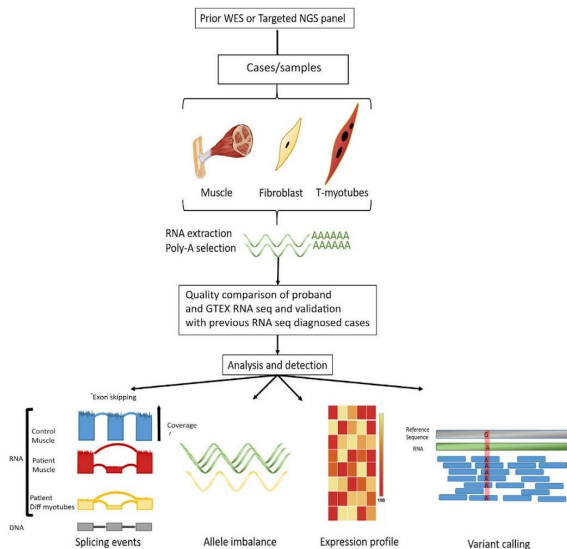 Prior WES or Targeted NGS panel
Cases/samples
Muscle
Fibroblast
T-myotubes
RNA extraction
Poly-A selection
AAAAAA
AAAAAA
Quality comparison of proband
and GTEX RNA seq and validation
with previous RNA seq diagnosed cases
Analysis and detection
"Exon skipping
Control
Muscle
Coverage
RNA
Patient
Muscle
Patient
Diff myotubes
DNA
Splicing events
Allele imbalance
100
Expression profile
Reference
Sequence
G
RNA
A
A
A
A
A
A
A
Variant calling